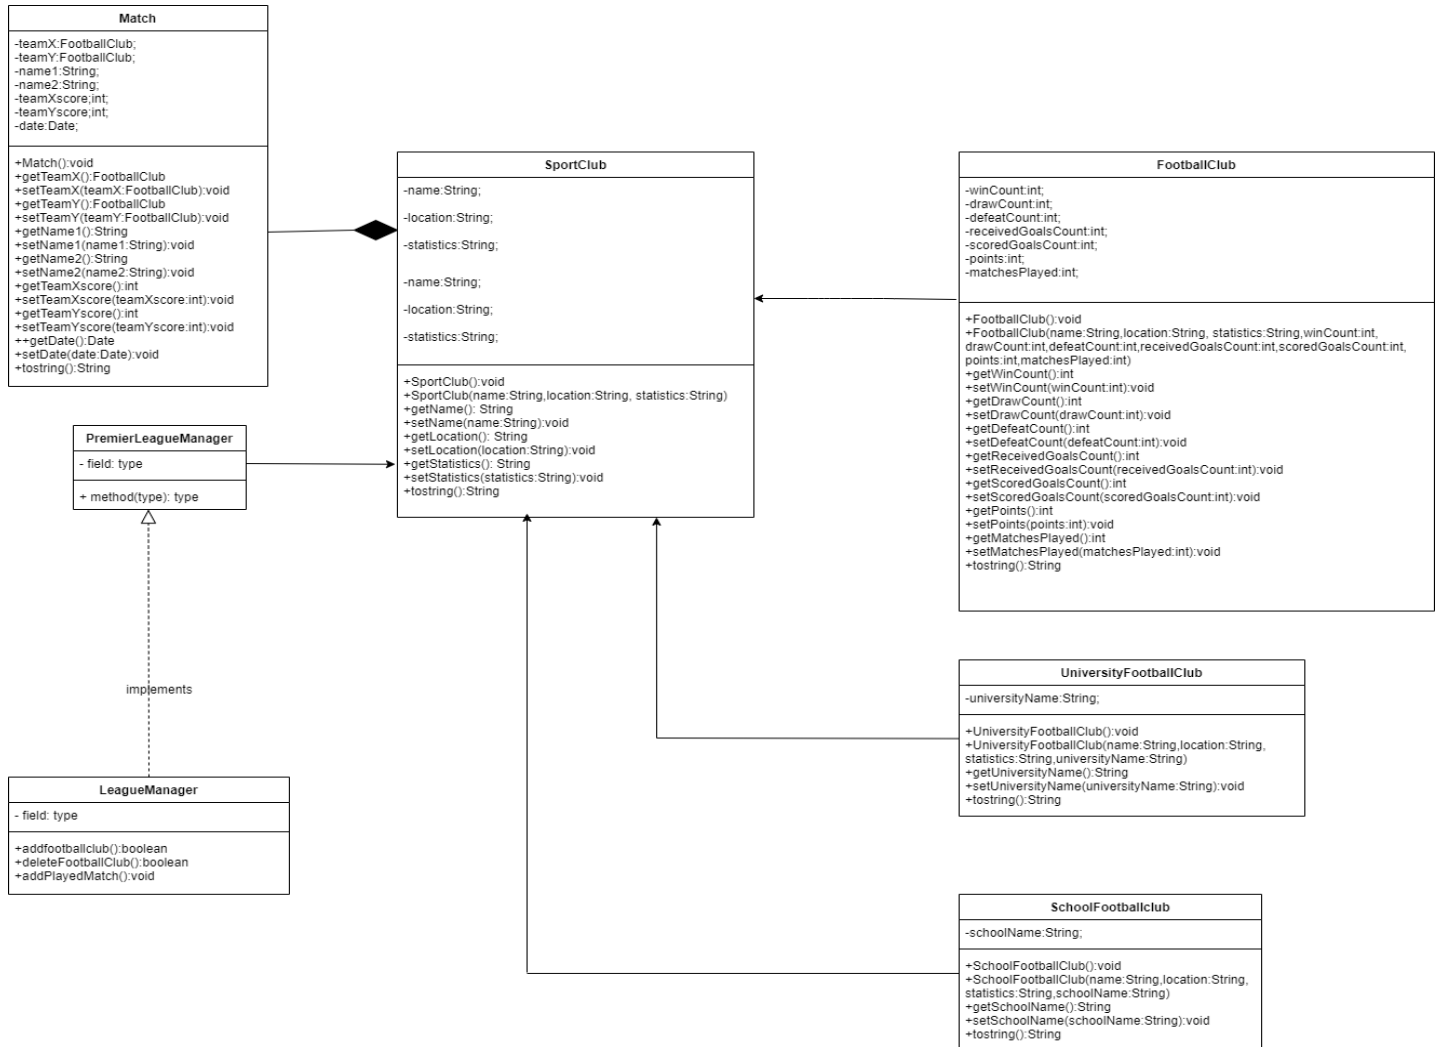 Match
-teamX:FootballClub;
-teamY:FootballClub;
-name1:String;
-name2:String;
-teamXscore;int;
-teamYscore;int;
-date:Date;
+Match():void
+getTeamX():FootballClub
+setTeamX(teamX:FootballClub):void
+getTeamY():FootballClub
+setTeamY(teamY:FootballClub):void
+getName1():String
+setName1(name1:String):void
+getName2():String
+setName2(name2:String):void
+getTeamXscore():int
+setTeamXscore(teamXscore:int):void
+getTeamYscore():int
+setTeamYscore(teamYscore:int):void
++getDate():Date
+setDate(date:Date):void
+tostring():String
PremierLeagueManager
- field: type
+ method(type): type
implements
LeagueManager
- field: type
+addfootballclub():boolean
+deleteFootballClub():boolean
+addPlayedMatch():void
SportClub
-name:String;
-location:String;
-statistics:String;
-name:String;
-location:String;
-statistics:String;
+SportClub():void
+SportClub(name:String,location:String, statistics:String)
+getName(): String
+setName(name:String):void
+getLocation(): String
+setLocation(location:String):void
+getStatistics(): String
+setStatistics(statistics:String):void
+tostring():String
FootballClub
-winCount:int;
-drawCount:int;
-defeatCount:int;
-receivedGoalsCount:int;
-scoredGoalsCount:int;
-points:int;
-matchesPlayed:int;
+FootballClub():void
+FootballClub(name:String,location:String, statistics:String,winCount:int,
drawCount:int,defeatCount:int,receivedGoalsCount:int,scoredGoalsCount:int,
points:int,matchesPlayed:int)
+getWinCount():int
+setWinCount(winCount:int):void
+getDrawCount():int
+setDrawCount(drawCount:int):void
+getDefeatCount():int
+setDefeatCount(defeatCount:int):void
+getReceivedGoalsCount():int
+setReceivedGoalsCount(receivedGoalsCount:int):void
+getScoredGoalsCount():int
+setScoredGoalsCount(scoredGoalsCount:int):void
+getPoints():int
+setPoints(points:int):void
+getMatchesPlayed():int
+setMatchesPlayed(matchesPlayed:int):void
+tostring():String
UniversityFootballClub
-universityName:String;
+UniversityFootballClub():void
+UniversityFootballClub(name:String,location:String,
statistics:String,universityName:String)
+getUniversityName():String
+setUniversityName(universityName:String):void
+tostring():String
SchoolFootballclub
-schoolName:String;
+SchoolFootballClub():void
+SchoolFootballClub(name:String,location:String,
statistics:String,schoolName:String)
+getSchoolName():String
+setSchoolName(schoolName:String):void
+tostring():String